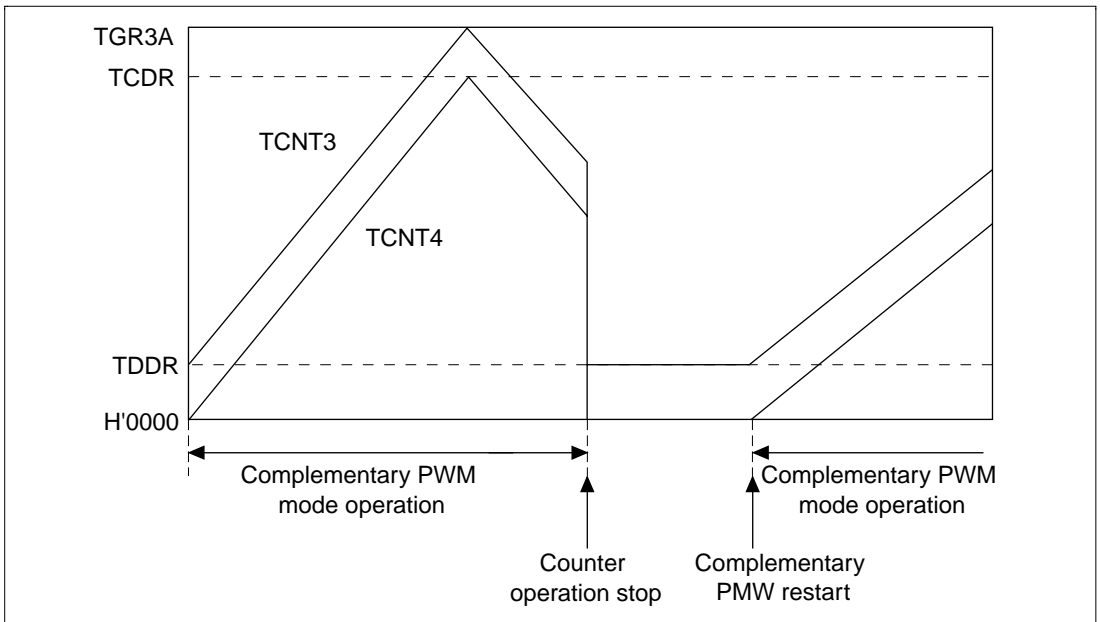 TGR3A
TCDR
TCNT3
TCNT4
TDDR
H'0000
Complementary PWM
mode operation
Complementary PWM
mode operation
Counter
operation stop
Complementary
PMW restart